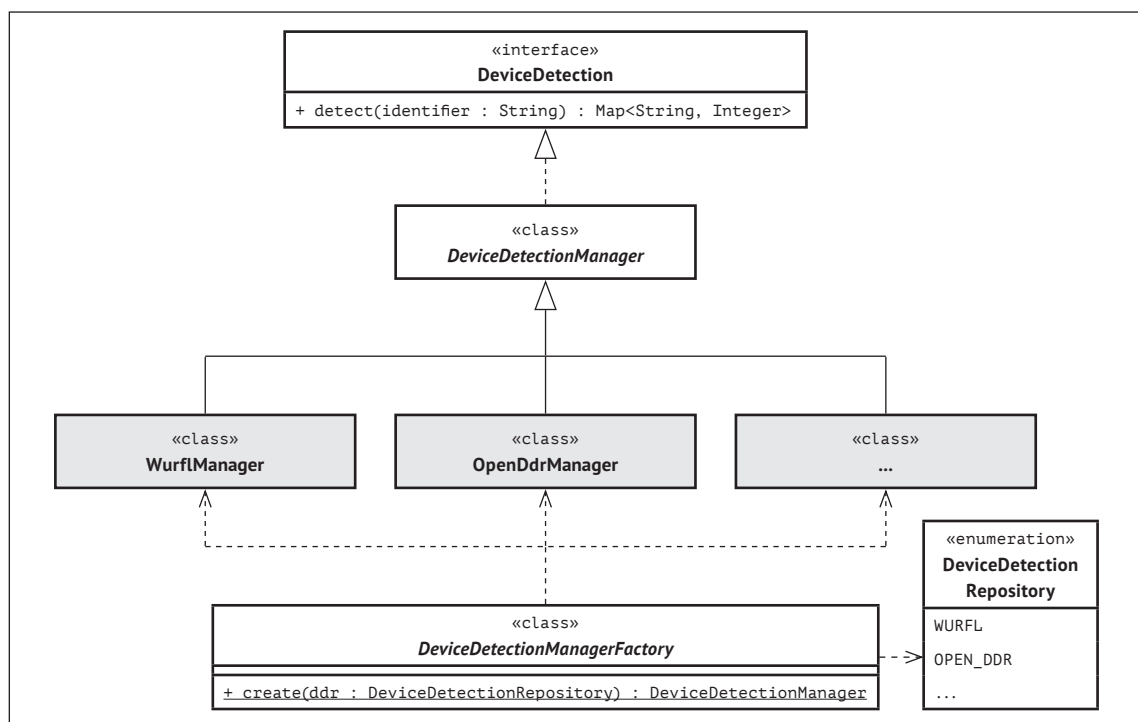 «interface»
DeviceDetection
+ detect(identifier : String) : Map<String, Integer>
«class»
DeviceDetectionManager
«class»
WurflManager
«class»
OpenDdrManager
«class»
...
«enumeration»
DeviceDetection
Repository
WURFL
OPEN_DDR
...
«class»
DeviceDetectionManagerFactory
+ create(ddr : DeviceDetectionRepository) : DeviceDetectionManager